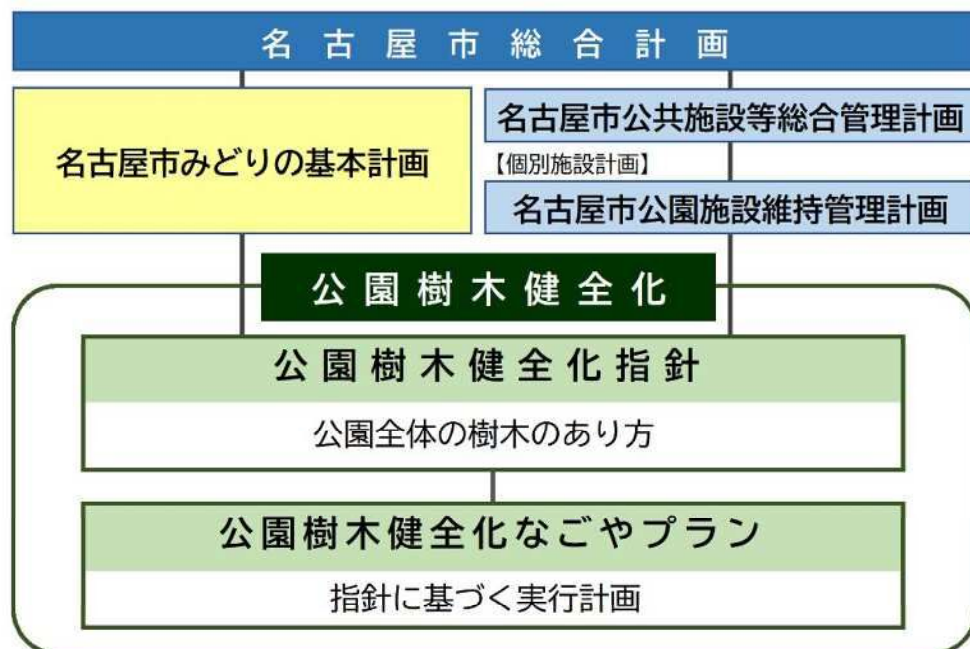 名古屋市総合計画
名古屋市みどりの基本計画
名古屋市公共施設等総合管理計画
【個別施設計画】
名古屋市公園施設維持管理計画
公園樹木健全化
公園樹木健全化指針
公園全体の樹木のあり方
公園樹木健全化なごやプラン
指針に基づく実行計画